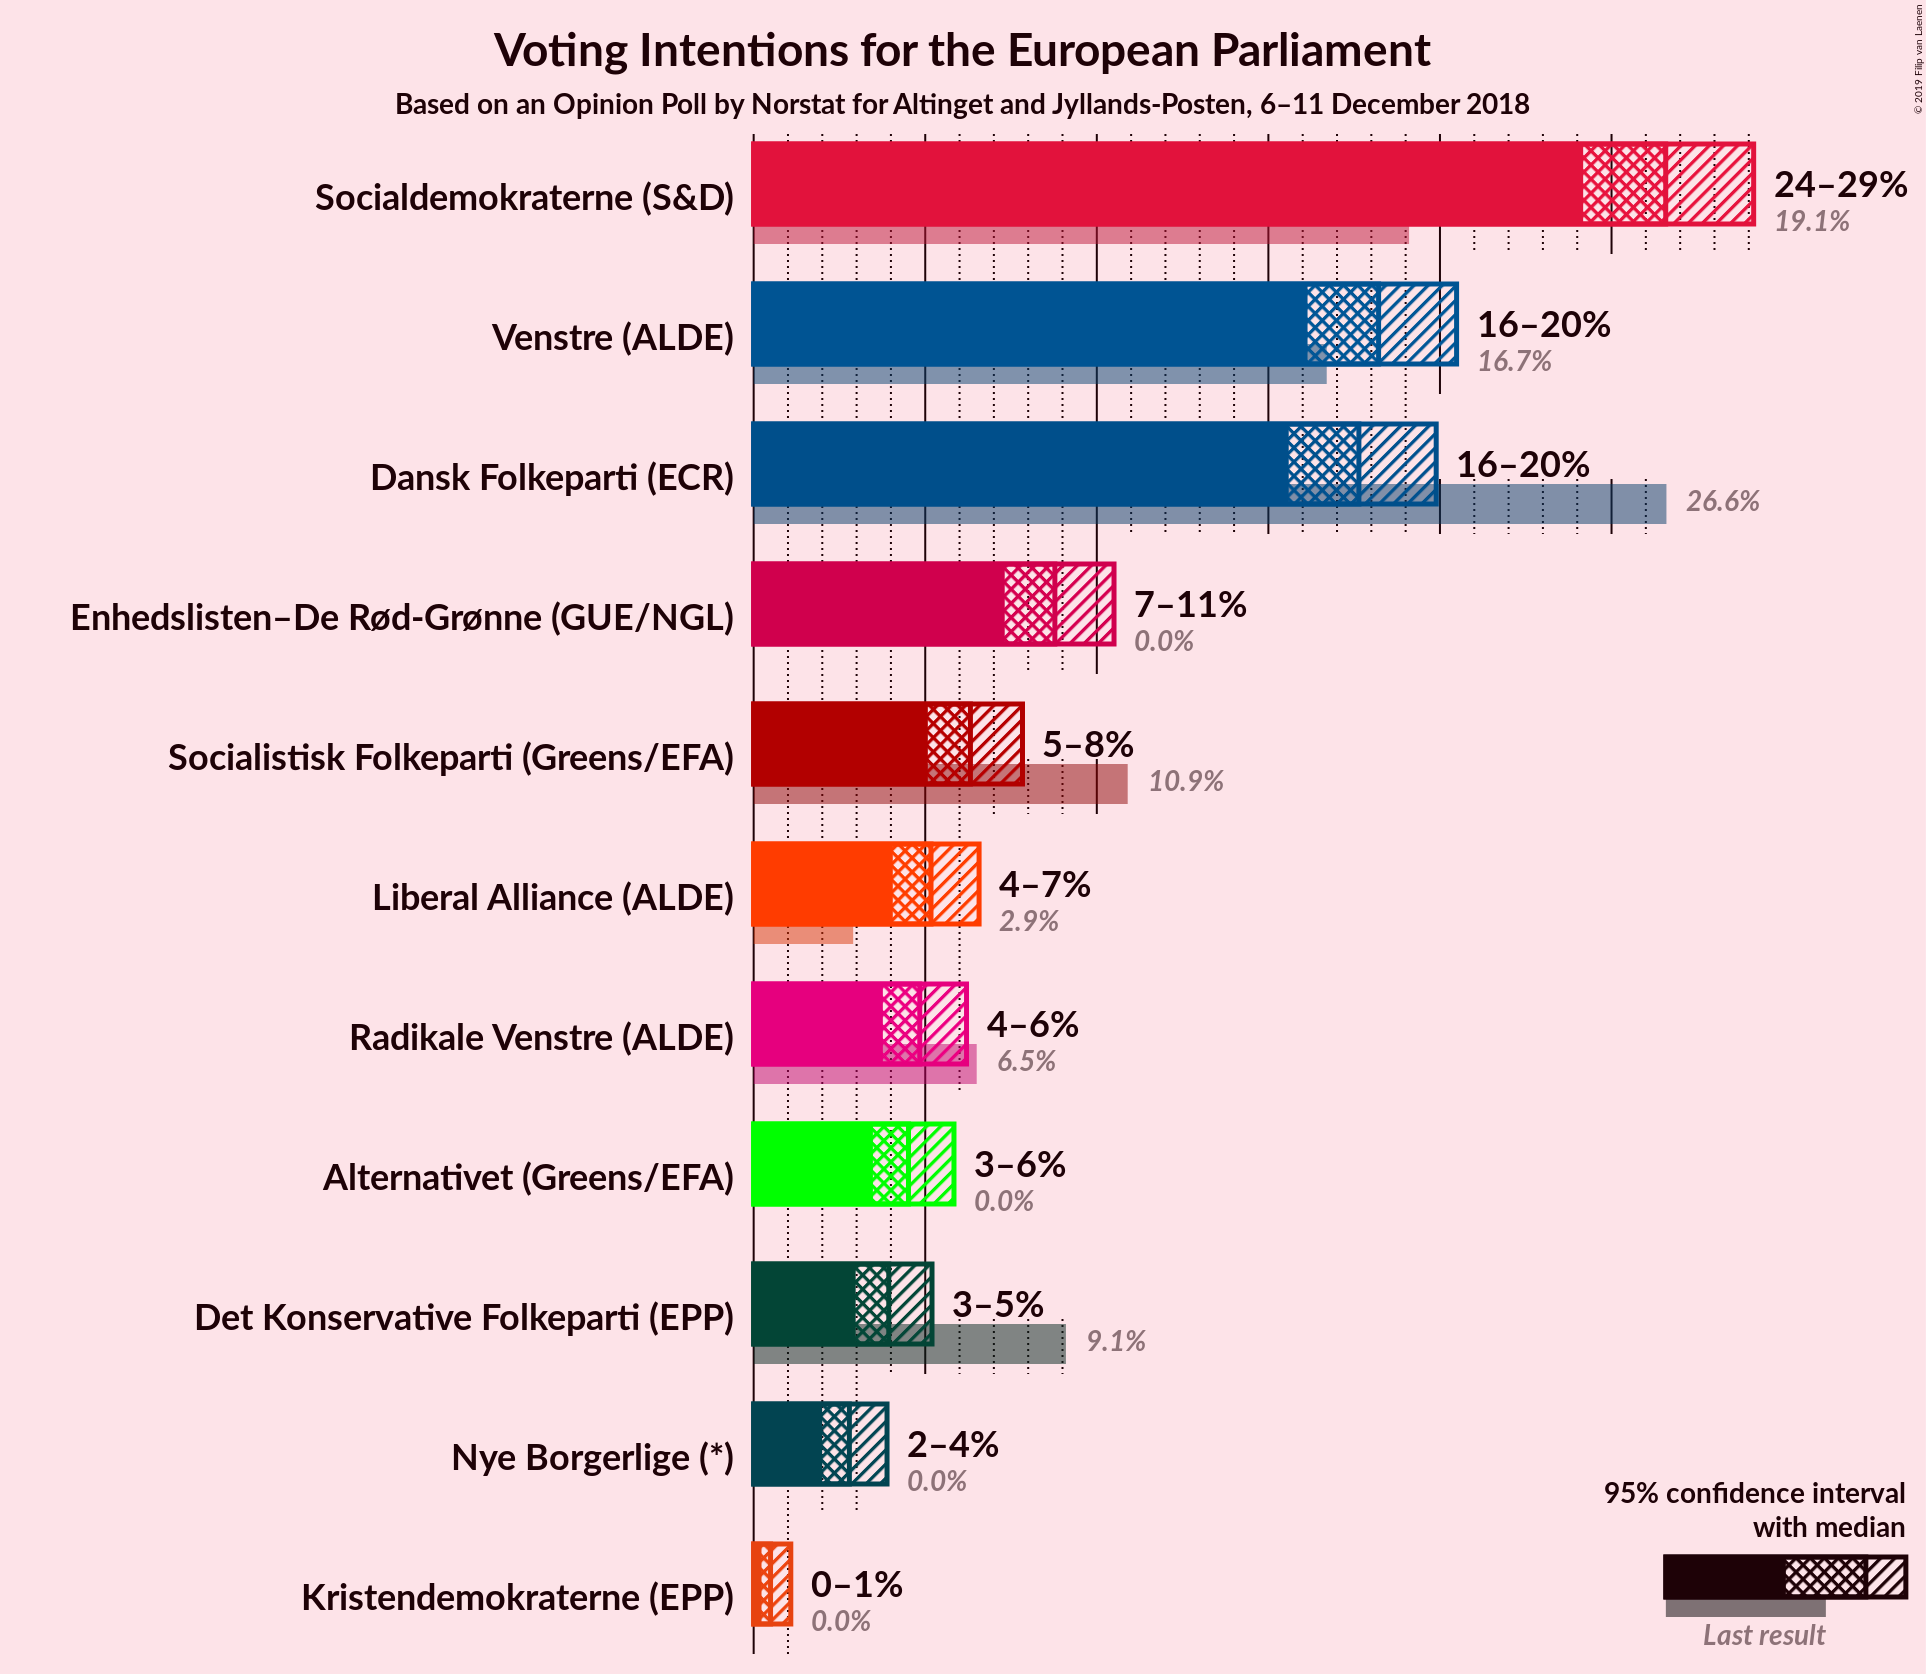 Voting Intentions for the European Parliament
Based on an Opinion Poll by Norstat for Altinget and Jyllands-Posten, 6–11 December 2018
© 2019 Filip van Laenen
Socialdemokraterne (S&D)
24–29%
19.1%
Venstre (ALDE)
16–20%
16.7%
Dansk Folkeparti (ECR)
16–20%
26.6%
Enhedslisten–De Rød-Grønne (GUE/NGL)
7–11%
0.0%
Socialistisk Folkeparti (Greens/EFA)
5–8%
10.9%
Liberal Alliance (ALDE)
4–7%
2.9%
Radikale Venstre (ALDE)
4–6%
6.5%
Alternativet (Greens/EFA)
3–6%
0.0%
Det Konservative Folkeparti (EPP)
3–5%
9.1%
Nye Borgerlige (*)
2–4%
0.0%
Kristendemokraterne (EPP)
0–1%
0.0%
95% confidence interval
with median
Last result